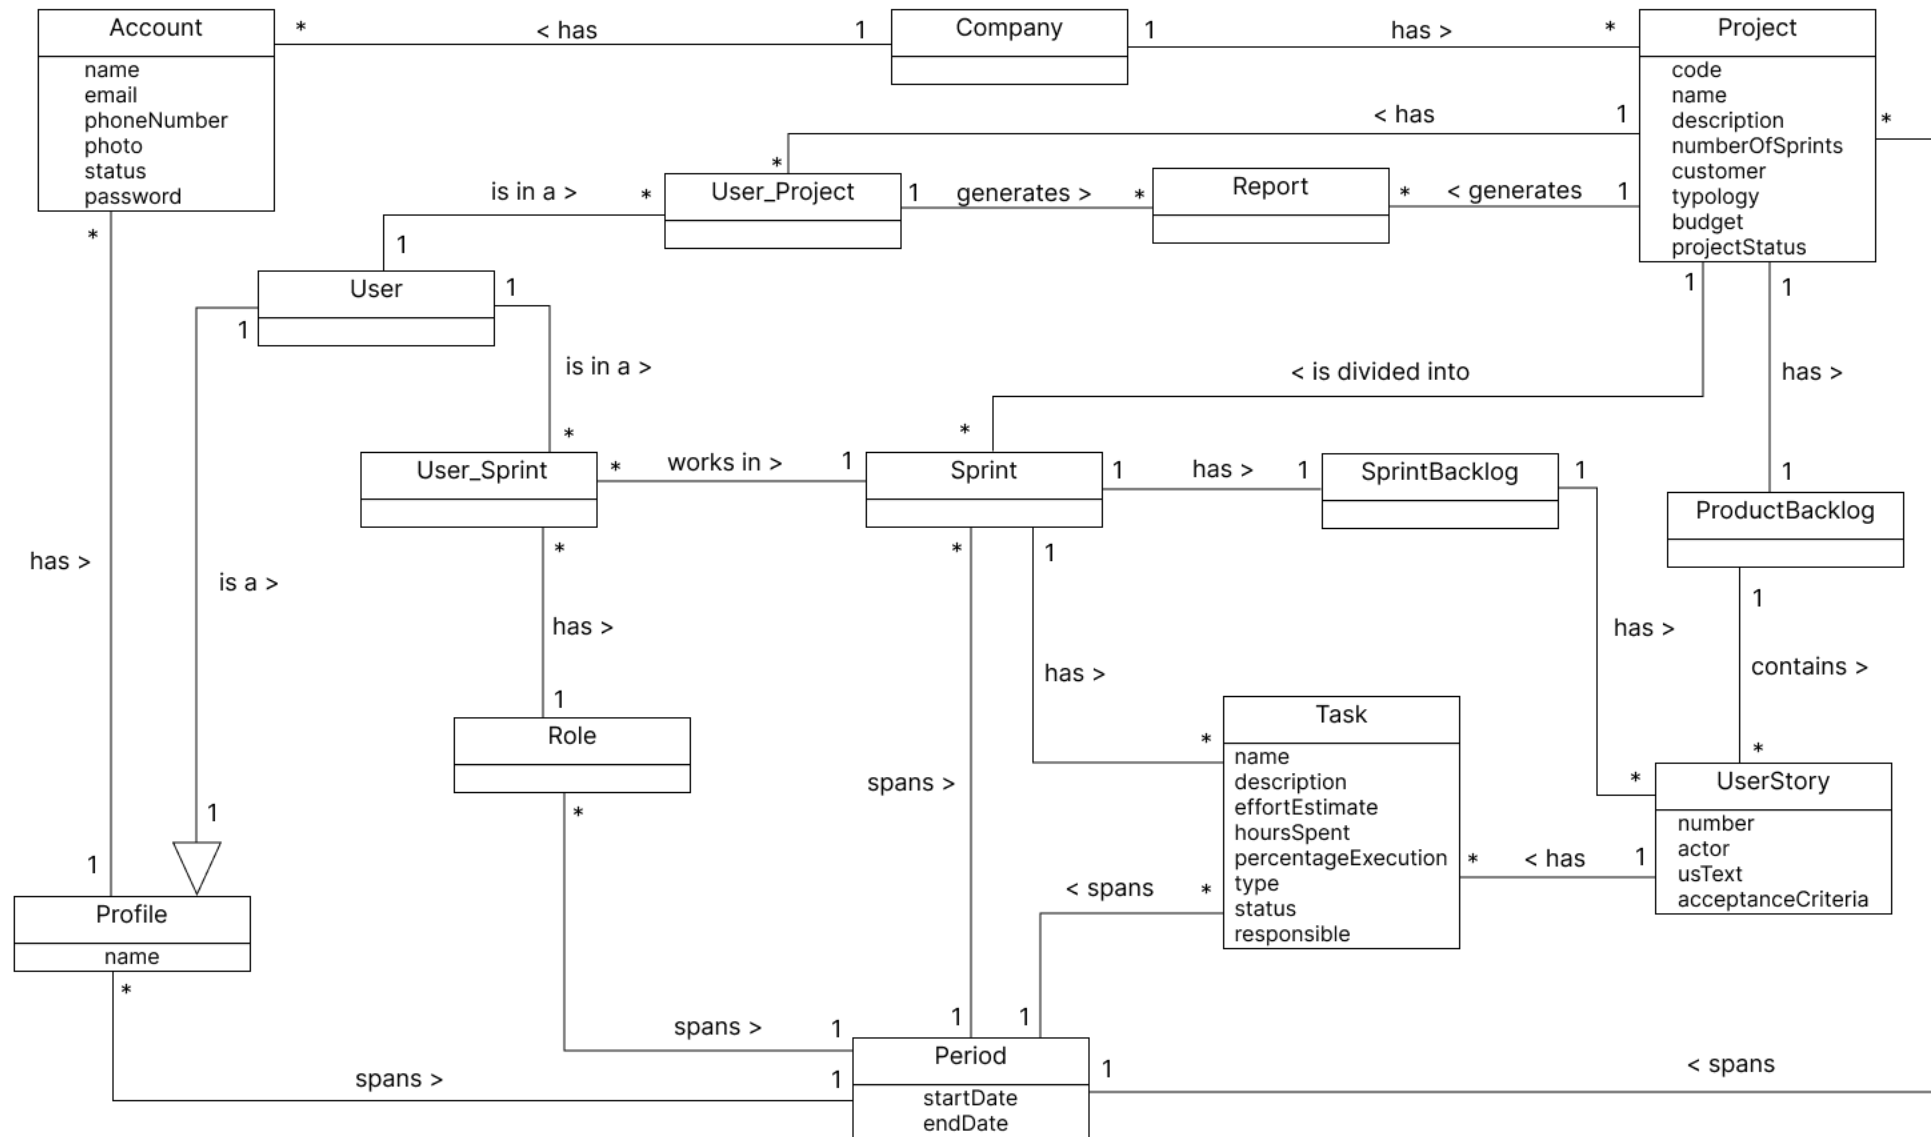 Account
name
email
phoneNumber
photo
status
password
* < has 1
Company
1 has > *
Project
code
name
description
numberOfSprints
customer
typology
budget
projectStatus
*
< has 1
*
is in a > *
User_Project
1 generates > *
Report
* < generates 1
*
1
User
1
1
is in a >
*
1
1
< is divided into
has >
*
1
User_Sprint
* works in > 1
Sprint
1 has > 1
SprintBacklog
1
ProductBacklog
*
*
1
has >
is a >
has >
1
has >
contains >
has >
1
Role
*
spans >
*
Task
name
description
effortEstimate
hoursSpent
percentageExecution
type
status
responsible
*
*
UserStory
number
actor
usText
acceptanceCriteria
* < has 1
1
*
1
Profile
name
*
< spans *
spans > 1
1
1
spans > 1
Period
startDate
endDate
1
< spans